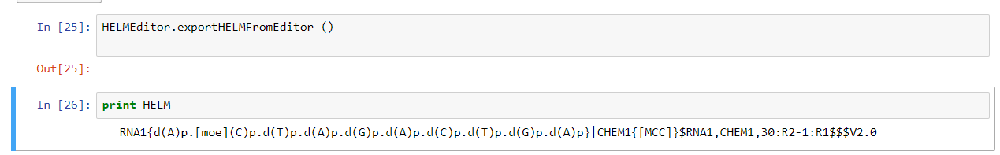 In [25]: HELMEditor.exportHELMFromEditor ()
Out[25]:
In [26]: print HELM
RNA1{d(A)p.[moe](C)p.d(T)p.d(A)p.d(G)p.d(A)p.d(C)p.d(T)p.d(G)p.d(A)p}|CHEM1{[MCC]}$RNA1,CHEM1,30:R2-1:R1$$$V2.0